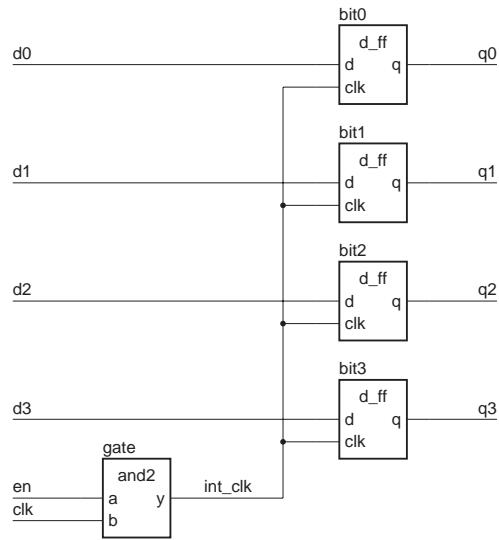 bit0
d0 d_ff q0
d q
clk
bit1
d1 d_ff q1
d q
clk
bit2
d2 d_ff q2
d q
clk
bit3
d3 d_ff q3
d q
clk
gate
en and2 int_clk
a y
clk b